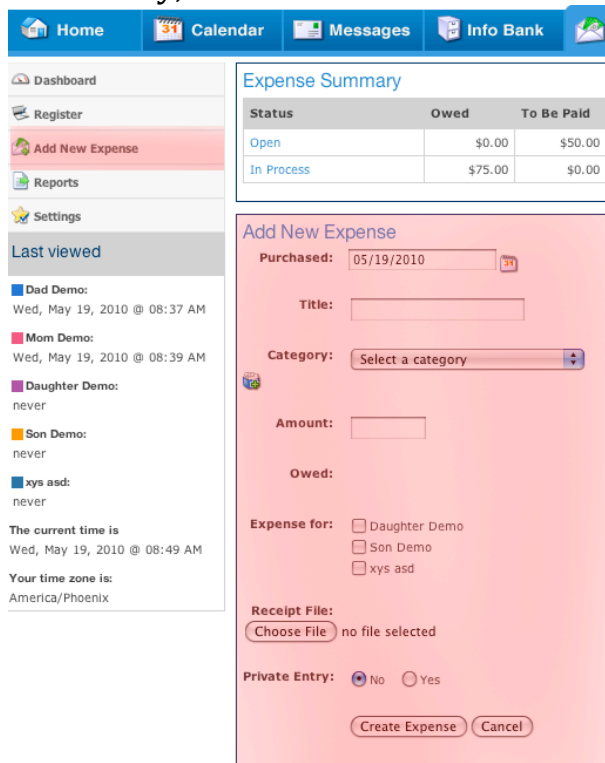 Home
31
Calendar
Messages
Info Bank
Dashboard
Register
Add New Expense
Reports
Settings
Last viewed
Dad Demo:
Wed, May 19, 2010 @ 08:37 AM
Mom Demo:
Wed, May 19, 2010 @ 08:39 AM
Daughter Demo:
never
Son Demo:
never
xys asd:
never
The current time is
Wed, May 19, 2010 @ 08:49 AM
Your time zone is:
America/Phoenix
Expense Summary
Status Owed To Be Paid
Open $0.00 $50.00
In Process $75.00 $0.00
Add New Expense
Purchased: 05/19/2010 31
Title:
Category: Select a category
Amount:
Owed:
Expense for: Daughter Demo
Son Demo
xys asd
Receipt File:
Choose File no file selected
Private Entry: No Yes
Create Expense Cancel